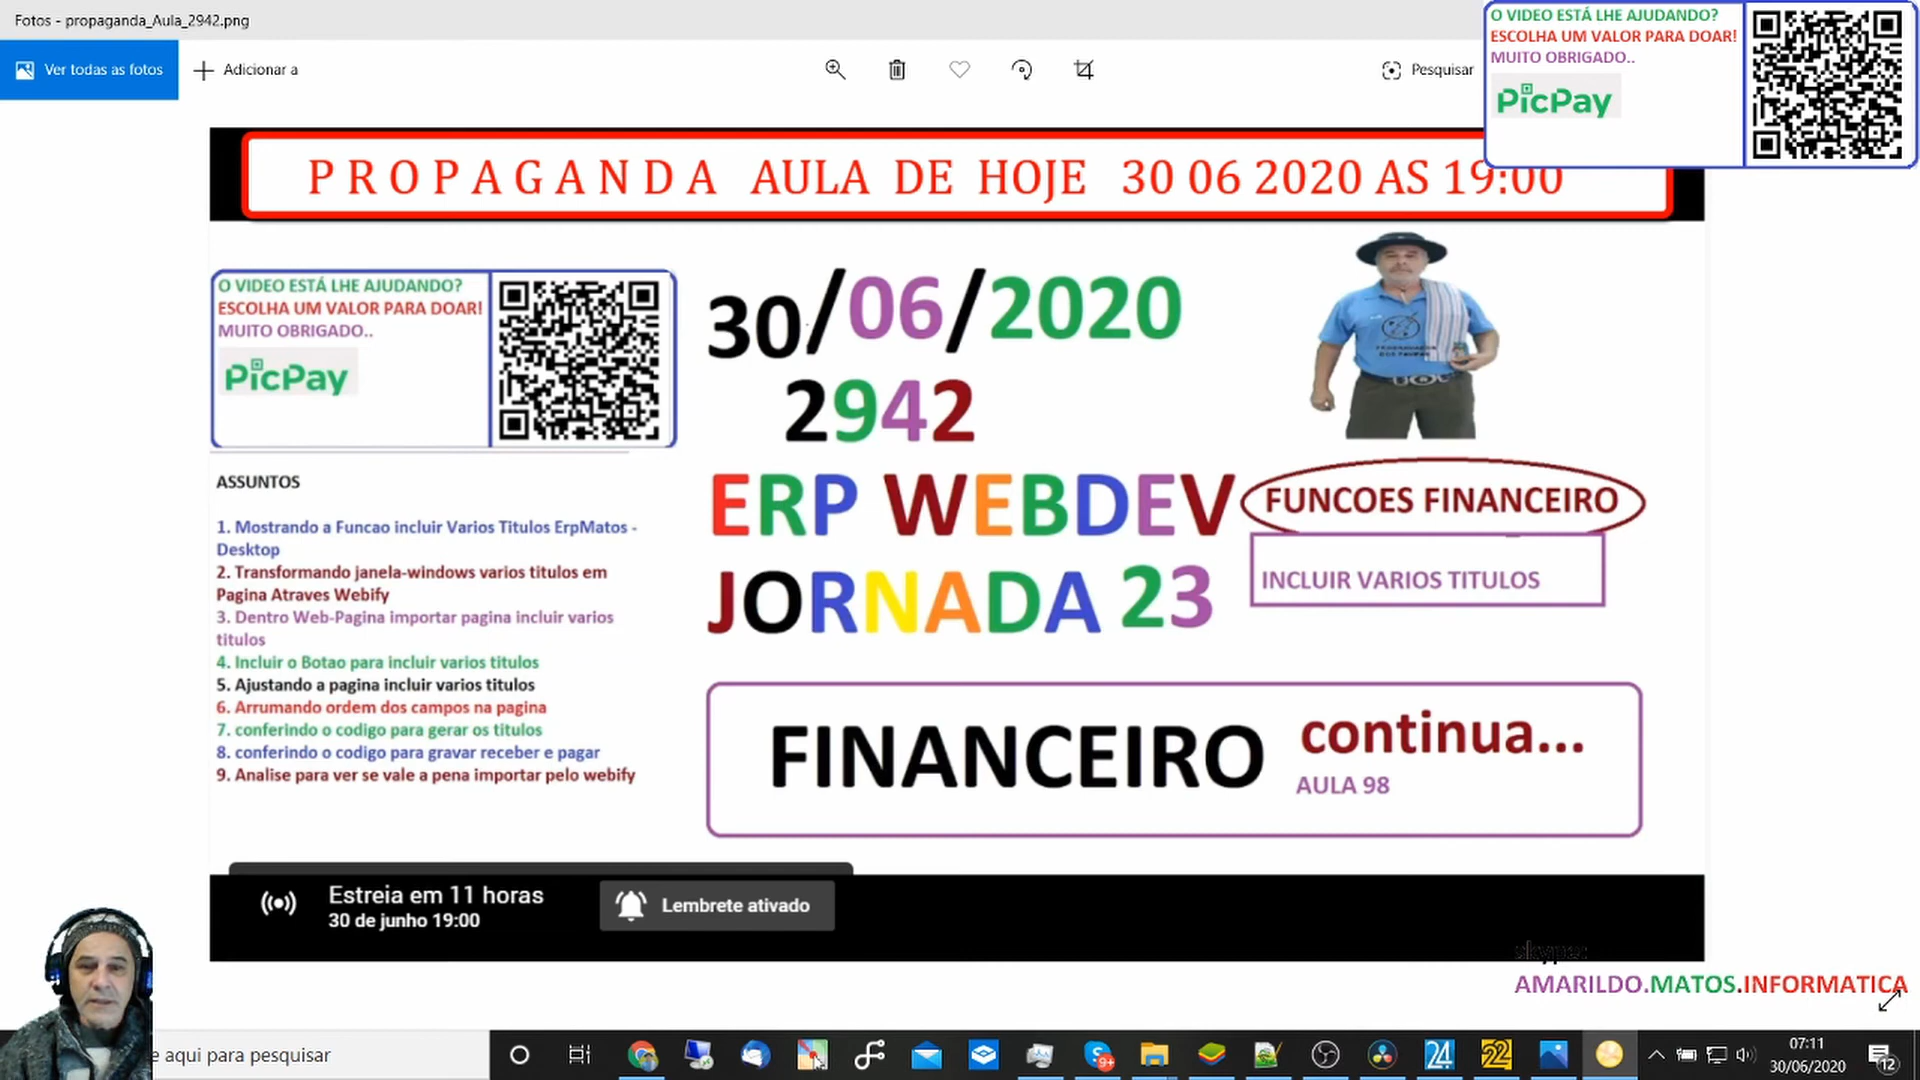 Fotos - propaganda_Aula_2942.png
Ver todas as fotos
Adicionar a
Pesquisar
O VIDEO ESTÁ LHE AJUDANDO?
ESCOLHA UM VALOR PARA DOAR!
MUITO OBRIGADO..
PicPay
PROPAGANDA AULA DE HOJE 30 06 2020 AS 19:00
O VIDEO ESTÁ LHE AJUDANDO?
ESCOLHA UM VALOR PARA DOAR!
MUITO OBRIGADO..
PicPay
30/06/2020
2942
ERP WEBDEV
JORNADA 23
FUNCOES FINANCEIRO
INCLUIR VARIOS TITULOS
ASSUNTOS
1. Mostrando a Funcao incluir Varios Titulos ErpMatos -
Desktop
2. Transformando janela-windows varios titulos em
Pagina Atraves Webify
3. Dentro Web-Pagina importar pagina incluir varios
titulos
4. Incluir o Botao para incluir varios titulos
5. Ajustando a pagina incluir varios titulos
6. Arrumando ordem dos campos na pagina
7. conferindo o codigo para gerar os titulos
8. conferindo o codigo para gravar receber e pagar
9. Analise para ver se vale a pena importar pelo webify
FINANCEIRO
continua...
AULA 98
Estreia em 11 horas
30 de junho 19:00
Lembrete ativado
AMARILDO.MATOS.INFORMATICA
e aqui para pesquisar
9+
24
22
07:11
30/06/2020
12